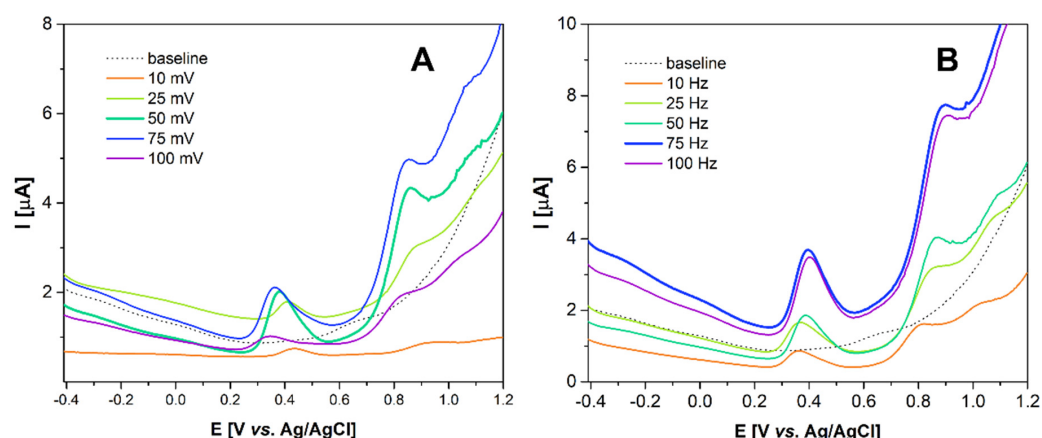 A
8
6
4
2
I [μA]
baseline
10 mV
25 mV
50 mV
75 mV
100 mV
-0.4 -0.2 0.0 0.2 0.4 0.6 0.8 1.0 1.2
E [V vs. Ag/AgCl]
B
10
8
6
4
2
0
I [μA]
baseline
10 Hz
25 Hz
50 Hz
75 Hz
100 Hz
-0.4 -0.2 0.0 0.2 0.4 0.6 0.8 1.0 1.2
E [V vs. Ag/AgCl]